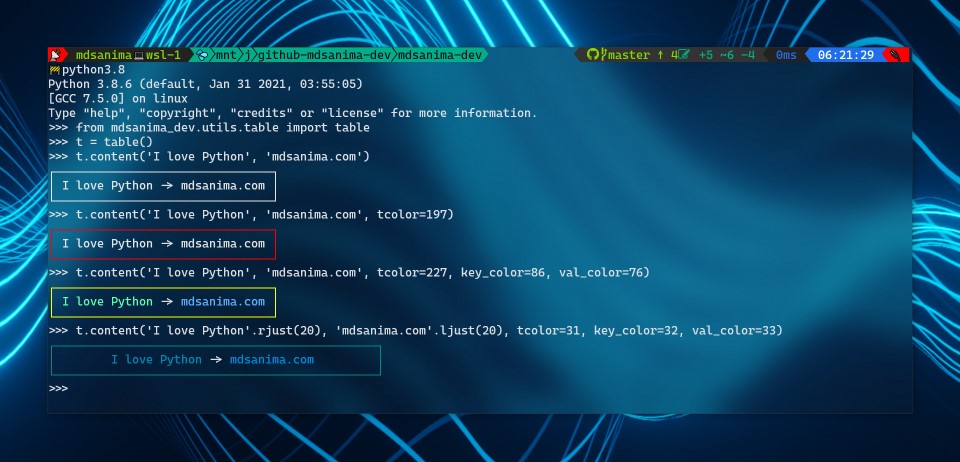 mdsanima wsl-1 mnt j github-mdsanima-dev mdsanima-dev master ↑ 4 +5 ~6 -4 0ms 06:21:29
python3.8
Python 3.8.6 (default, Jan 31 2021, 03:55:05)
[GCC 7.5.0] on linux
Type "help", "copyright", "credits" or "license" for more information.
>>> from mdsanima_dev.utils.table import table
>>> t = table()
>>> t.content('I love Python', 'mdsanima.com')
I love Python → mdsanima.com
>>> t.content('I love Python', 'mdsanima.com', tcolor=197)
I love Python → mdsanima.com
>>> t.content('I love Python', 'mdsanima.com', tcolor=227, key_color=86, val_color=76)
I love Python → mdsanima.com
>>> t.content('I love Python'.rjust(20), 'mdsanima.com'.ljust(20), tcolor=31, key_color=32, val_color=33)
I love Python → mdsanima.com
>>>